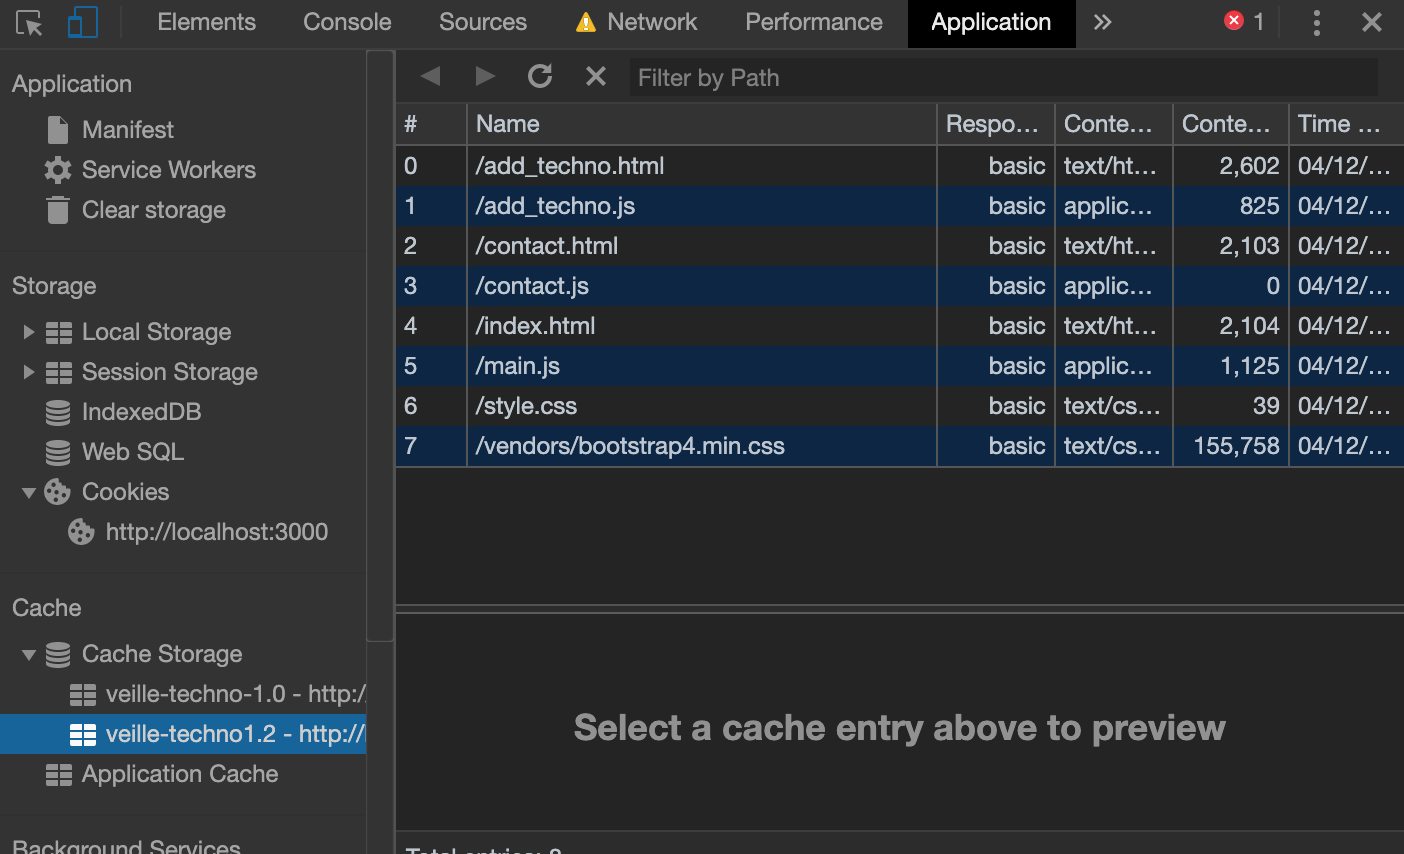 Elements Console Sources Network Performance Application 1
Application
Manifest
Service Workers
Clear storage
Storage
Local Storage
Session Storage
IndexedDB
Web SQL
Cookies
http://localhost:3000
Cache
Cache Storage
veille-techno-1.0 - http:/
veille-techno1.2 - http://
Application Cache
Background Services
Filter by Path
# Name Respo… Conte… Conte… Time …
0 /add_techno.html basic text/ht… 2,602 04/12/…
1 /add_techno.js basic applic… 825 04/12/…
2 /contact.html basic text/ht… 2,103 04/12/…
3 /contact.js basic applic… 0 04/12/…
4 /index.html basic text/ht… 2,104 04/12/…
5 /main.js basic applic… 1,125 04/12/…
6 /style.css basic text/cs… 39 04/12/…
7 /vendors/bootstrap4.min.css basic text/cs… 155,758 04/12/…
Select a cache entry above to preview
Total entries: 8